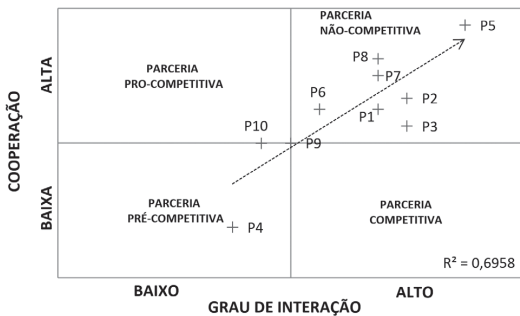 PARCERIA
NÃO-COMPETITIVA
P5
P8
P7
PARCERIA
PRO-COMPETITIVA
P6
P2
P1
P3
P10
P9
PARCERIA
PRÉ-COMPETITIVA
P4
PARCERIA
COMPETITIVA
R² = 0,6958
COOPERAÇÃO
ALTA
BAIXA
BAIXO
ALTO
GRAU DE INTERAÇÃO